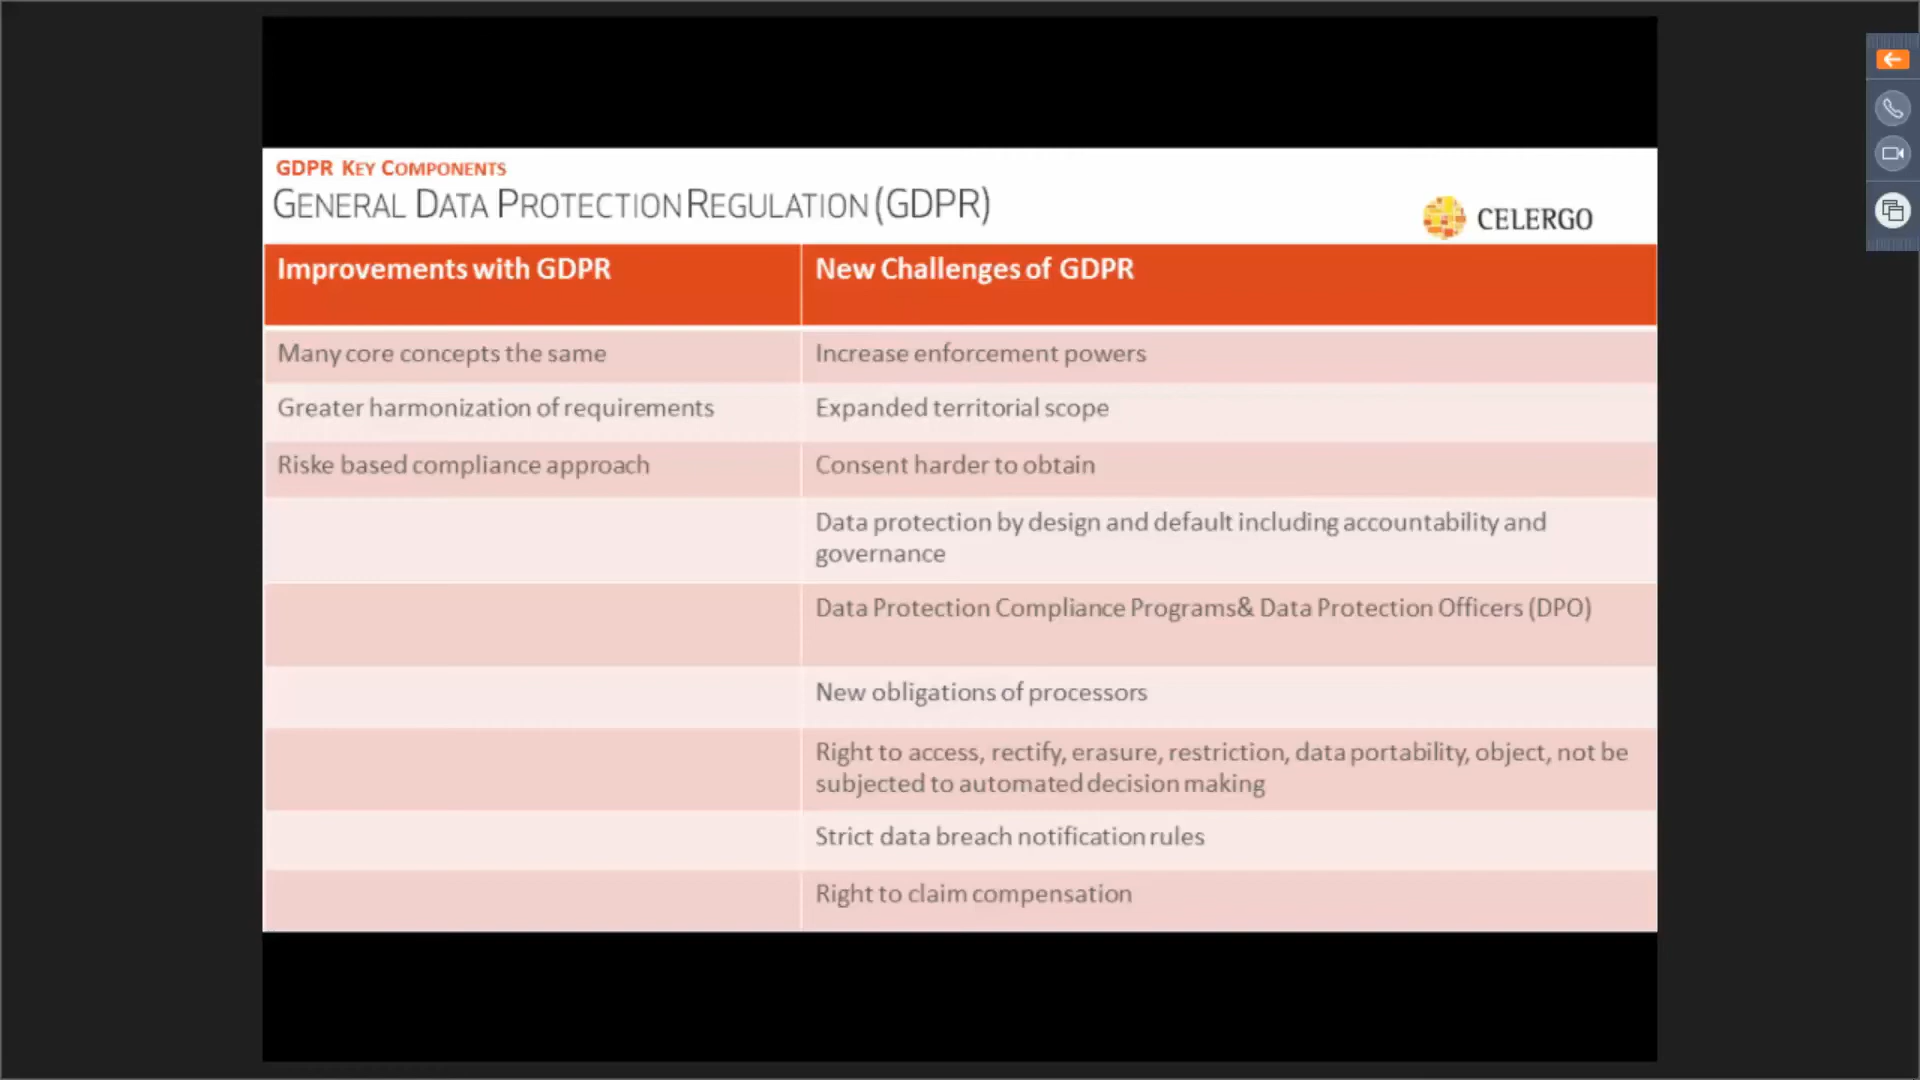 GDPR KEY COMPONENTS
GENERAL DATA PROTECTION REGULATION (GDPR)
CELERGO
Improvements with GDPR
New Challenges of GDPR
Many core concepts the same
Increase enforcement powers
Greater harmonization of requirements
Expanded territorial scope
Riske based compliance approach
Consent harder to obtain
Data protection by design and default including accountability and
governance
Data Protection Compliance Programs& Data Protection Officers (DPO)
New obligations of processors
Right to access, rectify, erasure, restriction, data portability, object, not be
subjected to automated decision making
Strict data breach notification rules
Right to claim compensation